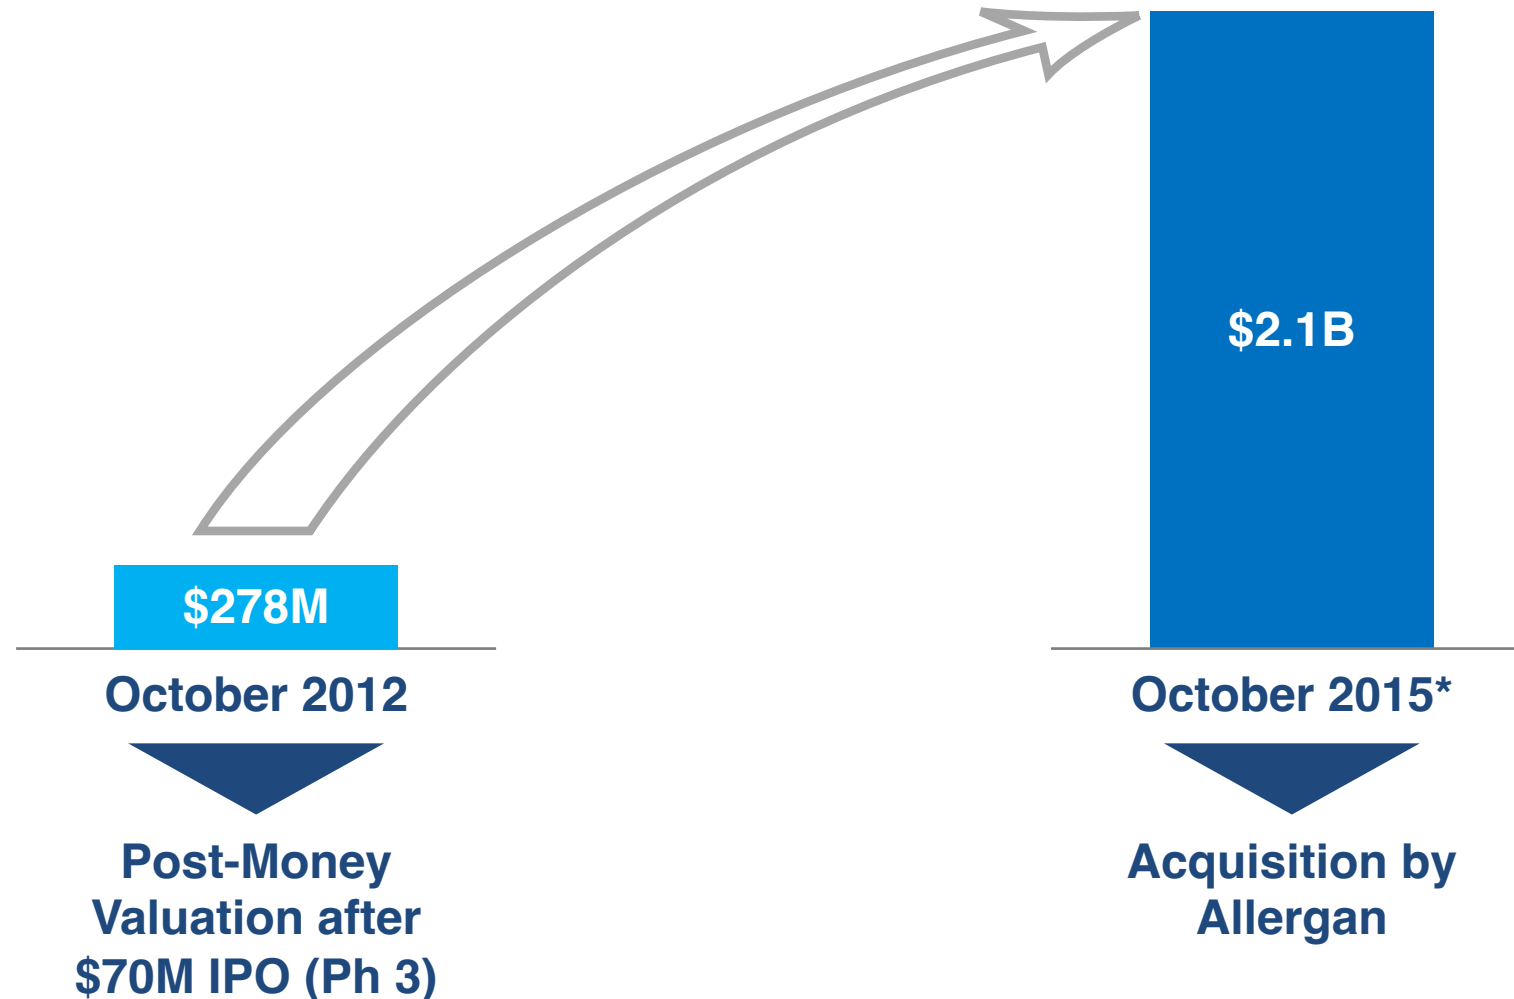 $2.1B
$278M
October 2012
October 2015*
Post-Money
Valuation after
$70M IPO (Ph 3)
Acquisition by
Allergan